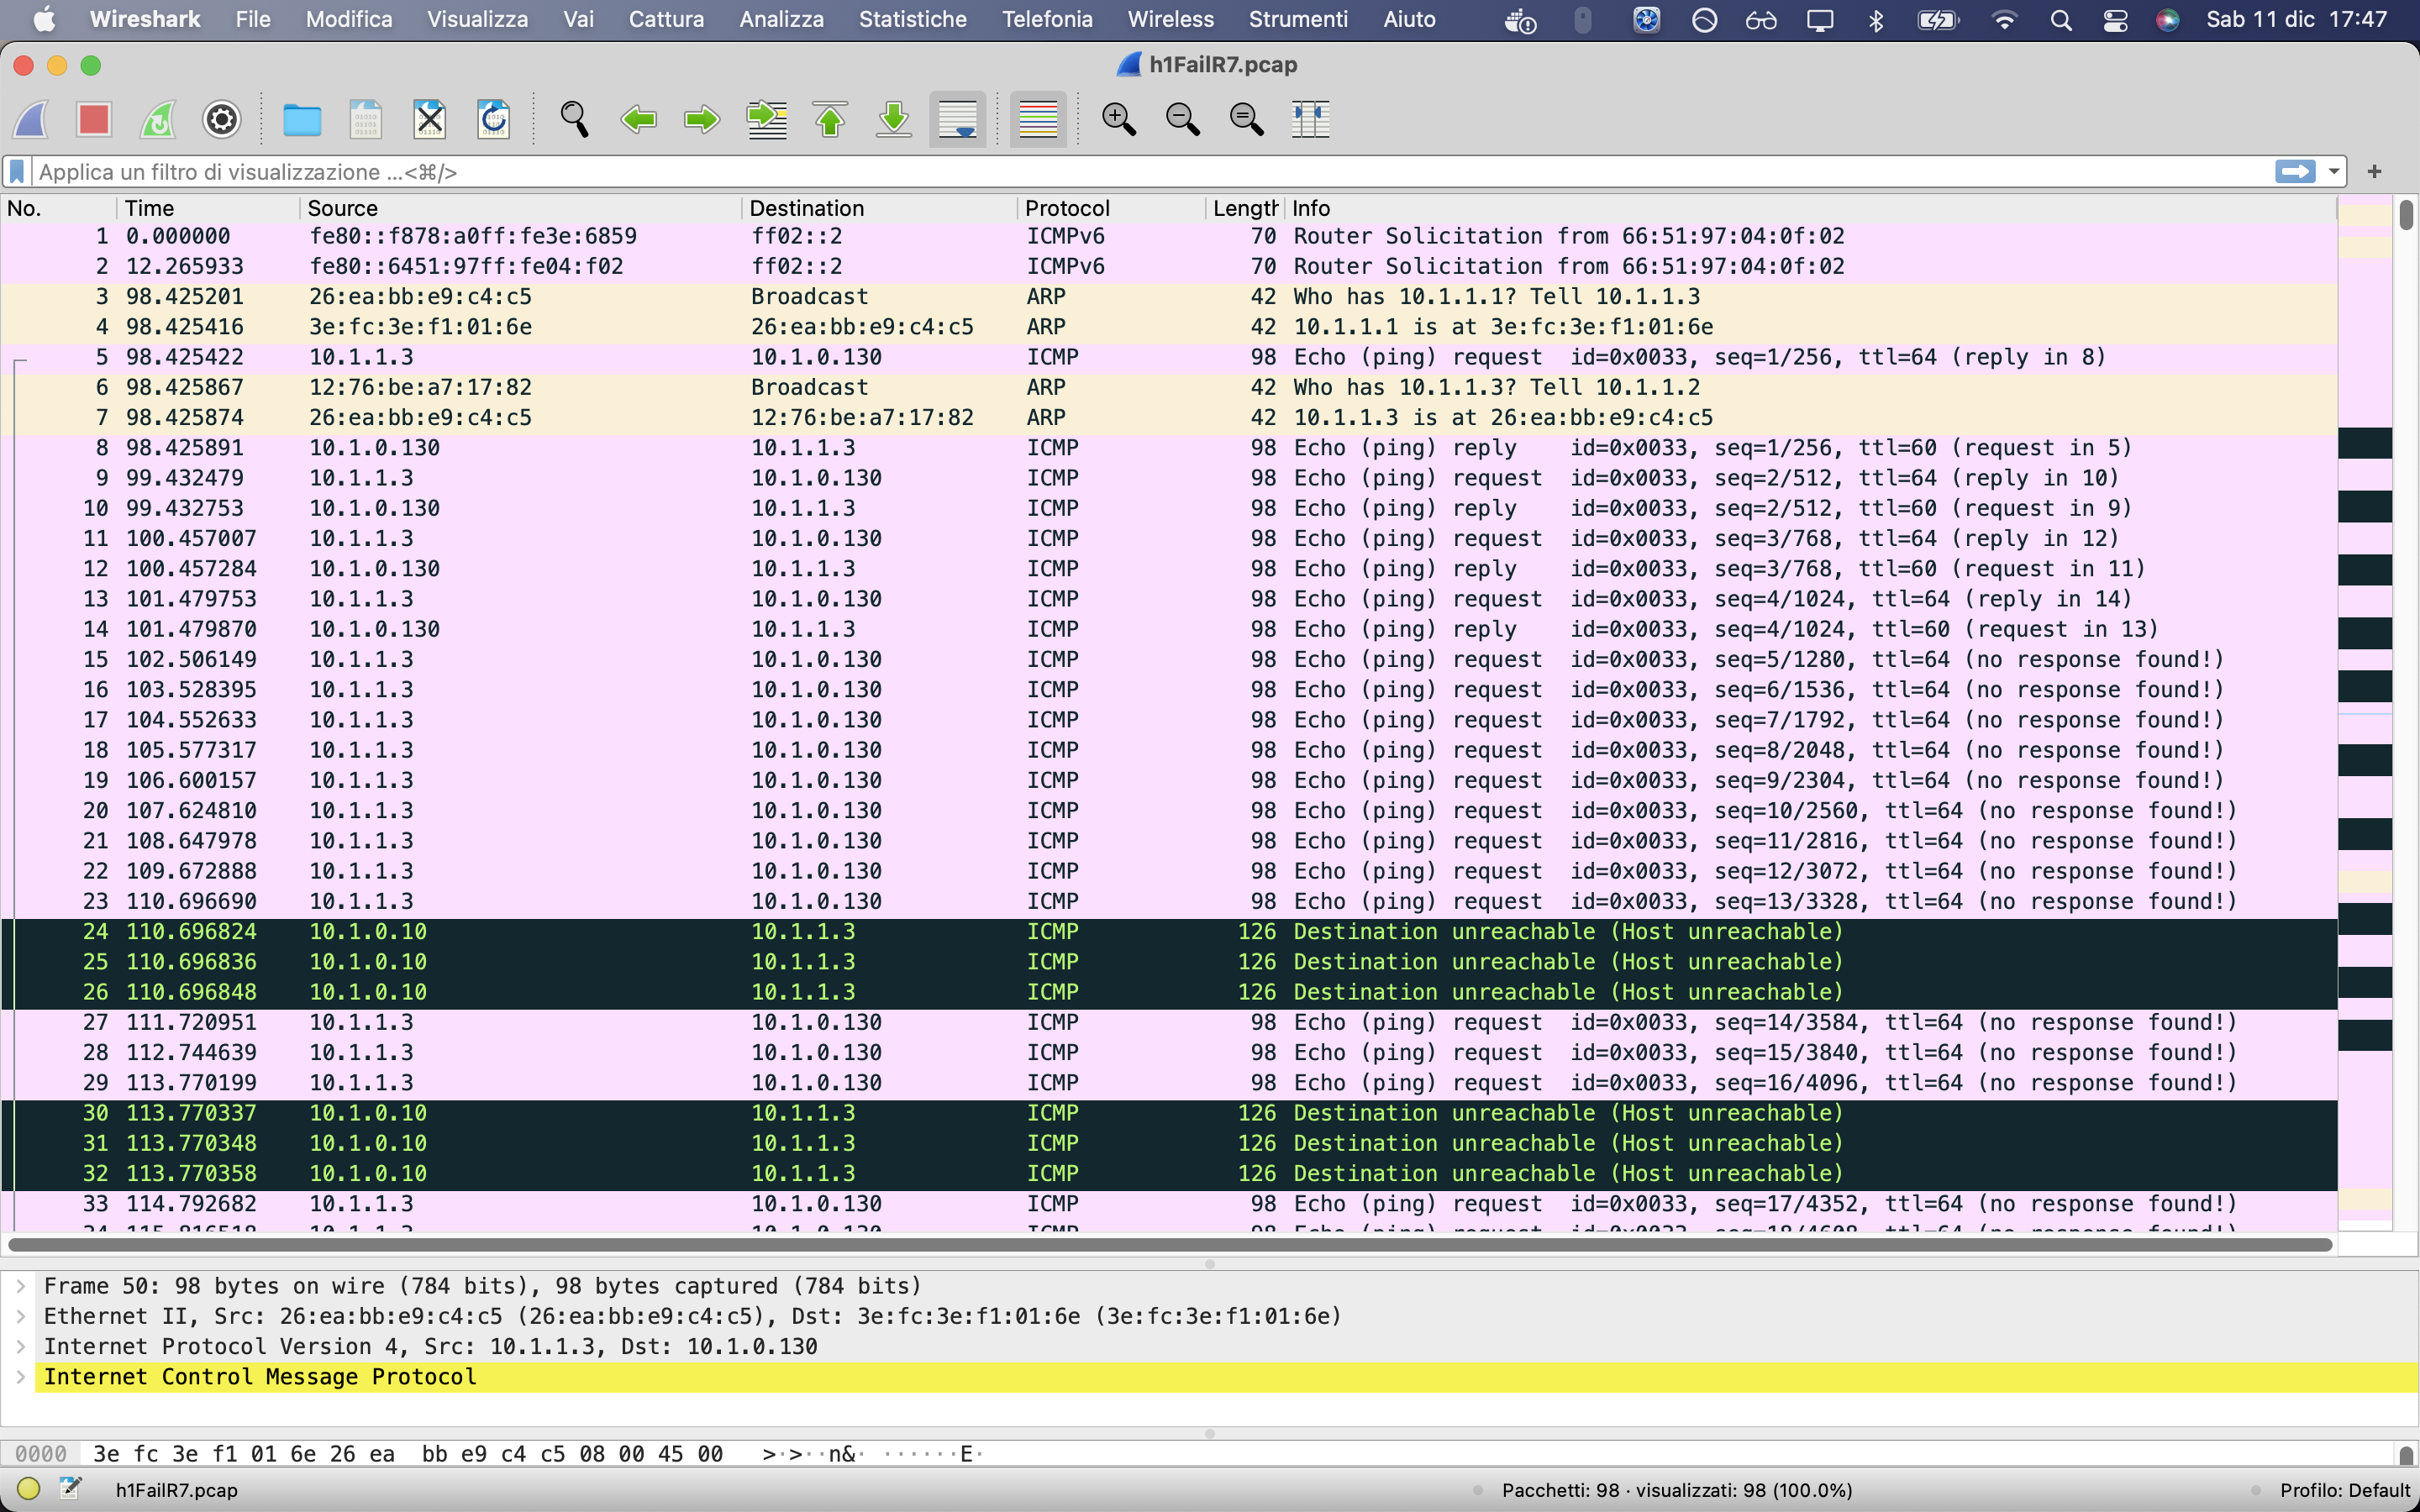 Wireshark File Modifica Visualizza Vai Cattura Analizza Statistiche Telefonia Wireless Strumenti Aiuto Sab 11 dic 17:47
h1FailR7.pcap
Applica un filtro di visualizzazione ...<⌘/>
No. Time Source Destination Protocol Length Info
1 0.000000 fe80::f878:a0ff:fe3e:6859 ff02::2 ICMPv6 70 Router Solicitation from 66:51:97:04:0f:02
2 12.265933 fe80::6451:97ff:fe04:f02 ff02::2 ICMPv6 70 Router Solicitation from 66:51:97:04:0f:02
3 98.425201 26:ea:bb:e9:c4:c5 Broadcast ARP 42 Who has 10.1.1.1? Tell 10.1.1.3
4 98.425416 3e:fc:3e:f1:01:6e 26:ea:bb:e9:c4:c5 ARP 42 10.1.1.1 is at 3e:fc:3e:f1:01:6e
5 98.425422 10.1.1.3 10.1.0.130 ICMP 98 Echo (ping) request id=0x0033, seq=1/256, ttl=64 (reply in 8)
6 98.425867 12:76:be:a7:17:82 Broadcast ARP 42 Who has 10.1.1.3? Tell 10.1.1.2
7 98.425874 26:ea:bb:e9:c4:c5 12:76:be:a7:17:82 ARP 42 10.1.1.3 is at 26:ea:bb:e9:c4:c5
8 98.425891 10.1.0.130 10.1.1.3 ICMP 98 Echo (ping) reply id=0x0033, seq=1/256, ttl=60 (request in 5)
9 99.432479 10.1.1.3 10.1.0.130 ICMP 98 Echo (ping) request id=0x0033, seq=2/512, ttl=64 (reply in 10)
10 99.432753 10.1.0.130 10.1.1.3 ICMP 98 Echo (ping) reply id=0x0033, seq=2/512, ttl=60 (request in 9)
11 100.457007 10.1.1.3 10.1.0.130 ICMP 98 Echo (ping) request id=0x0033, seq=3/768, ttl=64 (reply in 12)
12 100.457284 10.1.0.130 10.1.1.3 ICMP 98 Echo (ping) reply id=0x0033, seq=3/768, ttl=60 (request in 11)
13 101.479753 10.1.1.3 10.1.0.130 ICMP 98 Echo (ping) request id=0x0033, seq=4/1024, ttl=64 (reply in 14)
14 101.479870 10.1.0.130 10.1.1.3 ICMP 98 Echo (ping) reply id=0x0033, seq=4/1024, ttl=60 (request in 13)
15 102.506149 10.1.1.3 10.1.0.130 ICMP 98 Echo (ping) request id=0x0033, seq=5/1280, ttl=64 (no response found!)
16 103.528395 10.1.1.3 10.1.0.130 ICMP 98 Echo (ping) request id=0x0033, seq=6/1536, ttl=64 (no response found!)
17 104.552633 10.1.1.3 10.1.0.130 ICMP 98 Echo (ping) request id=0x0033, seq=7/1792, ttl=64 (no response found!)
18 105.577317 10.1.1.3 10.1.0.130 ICMP 98 Echo (ping) request id=0x0033, seq=8/2048, ttl=64 (no response found!)
19 106.600157 10.1.1.3 10.1.0.130 ICMP 98 Echo (ping) request id=0x0033, seq=9/2304, ttl=64 (no response found!)
20 107.624810 10.1.1.3 10.1.0.130 ICMP 98 Echo (ping) request id=0x0033, seq=10/2560, ttl=64 (no response found!)
21 108.647978 10.1.1.3 10.1.0.130 ICMP 98 Echo (ping) request id=0x0033, seq=11/2816, ttl=64 (no response found!)
22 109.672888 10.1.1.3 10.1.0.130 ICMP 98 Echo (ping) request id=0x0033, seq=12/3072, ttl=64 (no response found!)
23 110.696690 10.1.1.3 10.1.0.130 ICMP 98 Echo (ping) request id=0x0033, seq=13/3328, ttl=64 (no response found!)
24 110.696824 10.1.0.10 10.1.1.3 ICMP 126 Destination unreachable (Host unreachable)
25 110.696836 10.1.0.10 10.1.1.3 ICMP 126 Destination unreachable (Host unreachable)
26 110.696848 10.1.0.10 10.1.1.3 ICMP 126 Destination unreachable (Host unreachable)
27 111.720951 10.1.1.3 10.1.0.130 ICMP 98 Echo (ping) request id=0x0033, seq=14/3584, ttl=64 (no response found!)
28 112.744639 10.1.1.3 10.1.0.130 ICMP 98 Echo (ping) request id=0x0033, seq=15/3840, ttl=64 (no response found!)
29 113.770199 10.1.1.3 10.1.0.130 ICMP 98 Echo (ping) request id=0x0033, seq=16/4096, ttl=64 (no response found!)
30 113.770337 10.1.0.10 10.1.1.3 ICMP 126 Destination unreachable (Host unreachable)
31 113.770348 10.1.0.10 10.1.1.3 ICMP 126 Destination unreachable (Host unreachable)
32 113.770358 10.1.0.10 10.1.1.3 ICMP 126 Destination unreachable (Host unreachable)
33 114.792682 10.1.1.3 10.1.0.130 ICMP 98 Echo (ping) request id=0x0033, seq=17/4352, ttl=64 (no response found!)
Frame 50: 98 bytes on wire (784 bits), 98 bytes captured (784 bits)
Ethernet II, Src: 26:ea:bb:e9:c4:c5 (26:ea:bb:e9:c4:c5), Dst: 3e:fc:3e:f1:01:6e (3e:fc:3e:f1:01:6e)
Internet Protocol Version 4, Src: 10.1.1.3, Dst: 10.1.0.130
Internet Control Message Protocol
0000 3e fc 3e f1 01 6e 26 ea bb e9 c4 c5 08 00 45 00 >·>··n&· ······E·
h1FailR7.pcap Pacchetti: 98 · visualizzati: 98 (100.0%) Profilo: Default